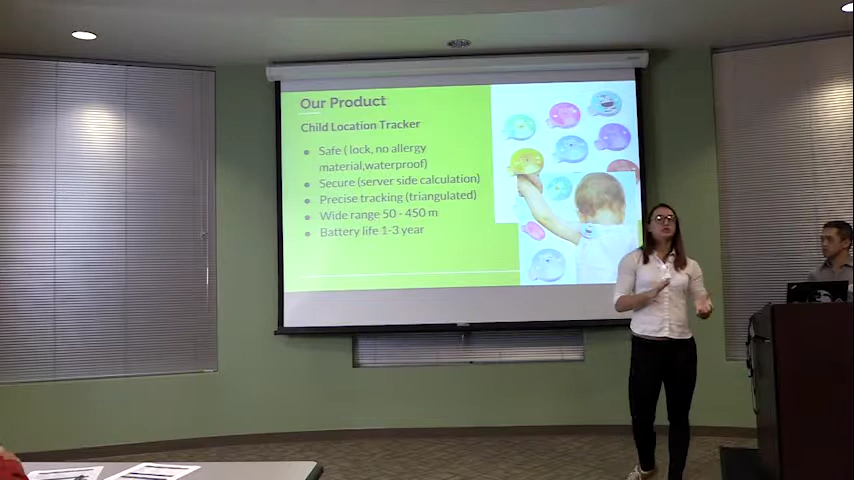 Our Product
Child Location Tracker
● Safe ( lock, no allergy
material,waterproof)
● Secure (server side calculation)
● Precise tracking (triangulated)
● Wide range 50 - 450 m
● Battery life 1-3 year